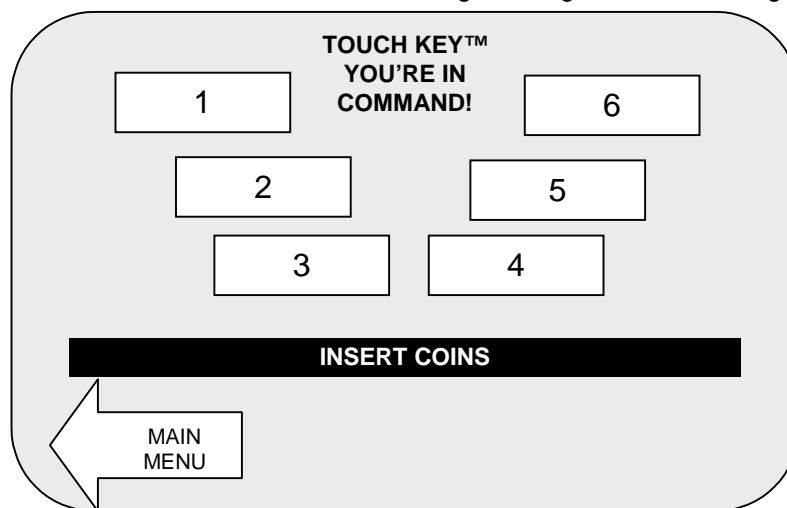 TOUCH KEY™
YOU'RE IN
COMMAND!
1
6
2
5
3
4
INSERT COINS
MAIN
MENU